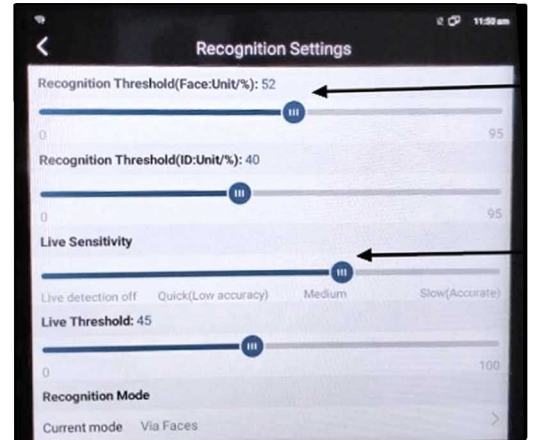 11:50 am
Recognition Settings
Recognition Threshold(Face:Unit/%): 52
0 95
Recognition Threshold(ID:Unit/%): 40
0 95
Live Sensitivity
Live detection off Quick(Low accuracy) Medium Slow(Accurate)
Live Threshold: 45
0 100
Recognition Mode
Current mode Via Faces